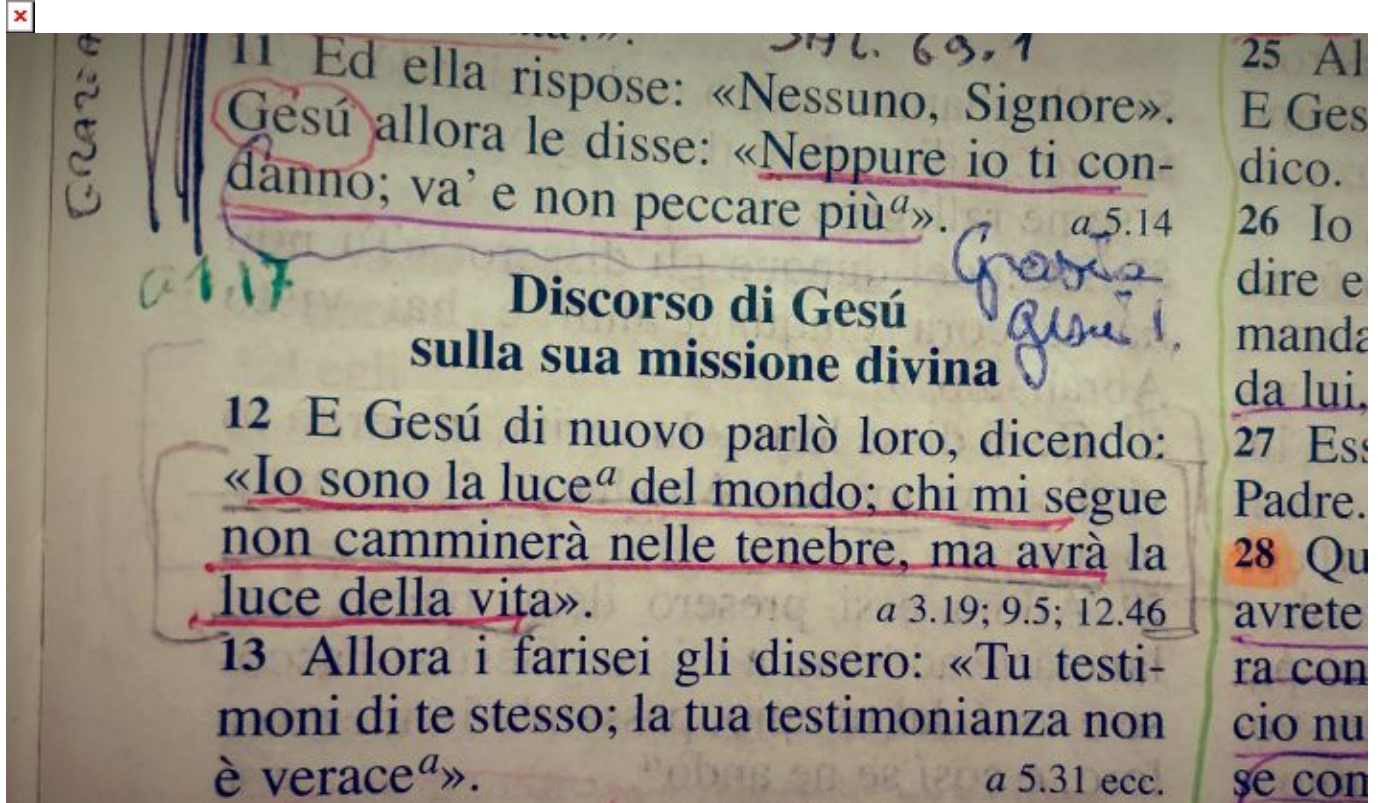 GRAZIA
SAL. 69.1
11 Ed ella rispose: «Nessuno, Signore».
Gesú allora le disse: «Neppure io ti con-
danno; va' e non peccare più a».
a 5.14
a 1.17
Grazie
Gesù!
Discorso di Gesú
sulla sua missione divina
12 E Gesú di nuovo parlò loro, dicendo:
«Io sono la luce a del mondo; chi mi segue
non camminerà nelle tenebre, ma avrà la
luce della vita».
a 3.19; 9.5; 12.46
13 Allora i farisei gli dissero: «Tu testi-
moni di te stesso; la tua testimonianza non
è verace a».
a 5.31 ecc.
25 Al
E Ges
dico.
26 Io
dire e
manda
da lui,
27 Ess
Padre.
28 Qu
avrete
ra con
cio nu
se com